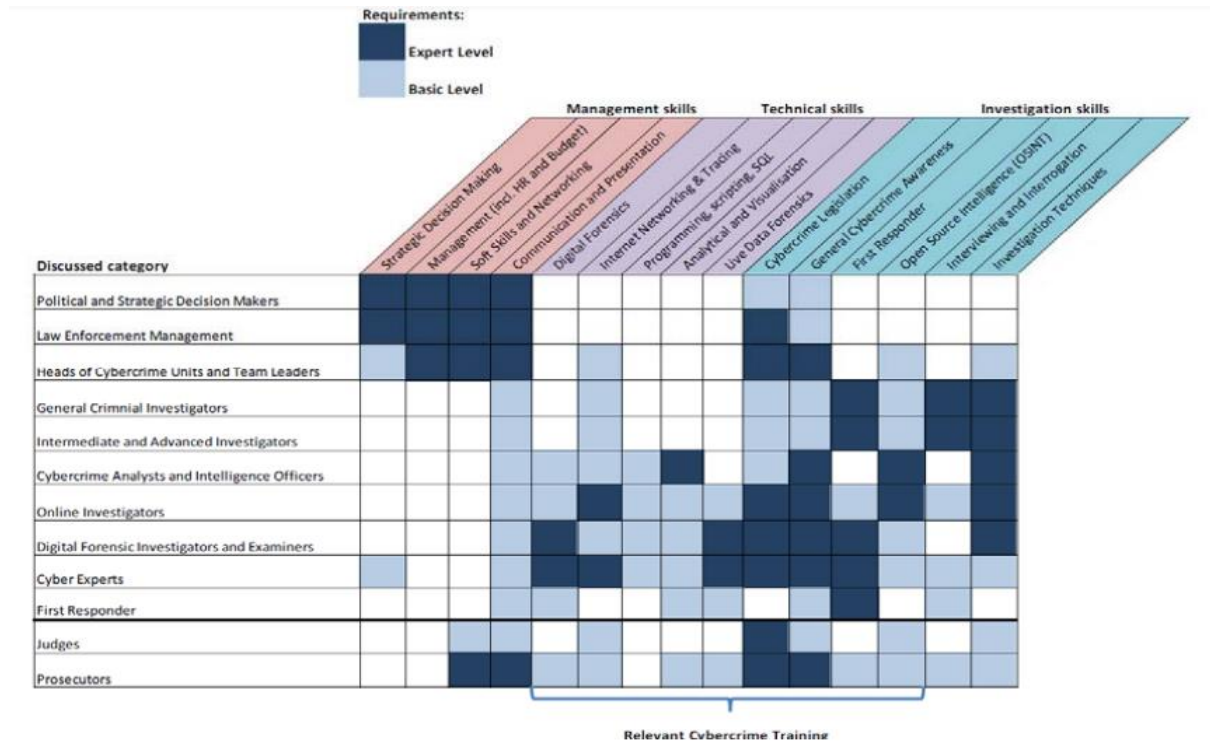 Requirements:
Expert Level
Basic Level
Management skills
Technical skills
Investigation skills
Strategic Decision Making
Management (incl. HR and Budget)
Soft Skills and Networking
Communication and Presentation
Digital Forensics
Internet Networking & Tracing
Programming, scripting, SQL
Analytical and Visualisation
Live Data Forensics
Cybercrime Legislation
General Cybercrime Awareness
First Responder
Open Source Intelligence (OSINT)
Interviewing and Interrogation
Investigation Techniques
Discussed category
Political and Strategic Decision Makers
Law Enforcement Management
Heads of Cybercrime Units and Team Leaders
General Crimnial Investigators
Intermediate and Advanced Investigators
Cybercrime Analysts and Intelligence Officers
Online Investigators
Digital Forensic Investigators and Examiners
Cyber Experts
First Responder
Judges
Prosecutors
Relevant Cybercrime Training